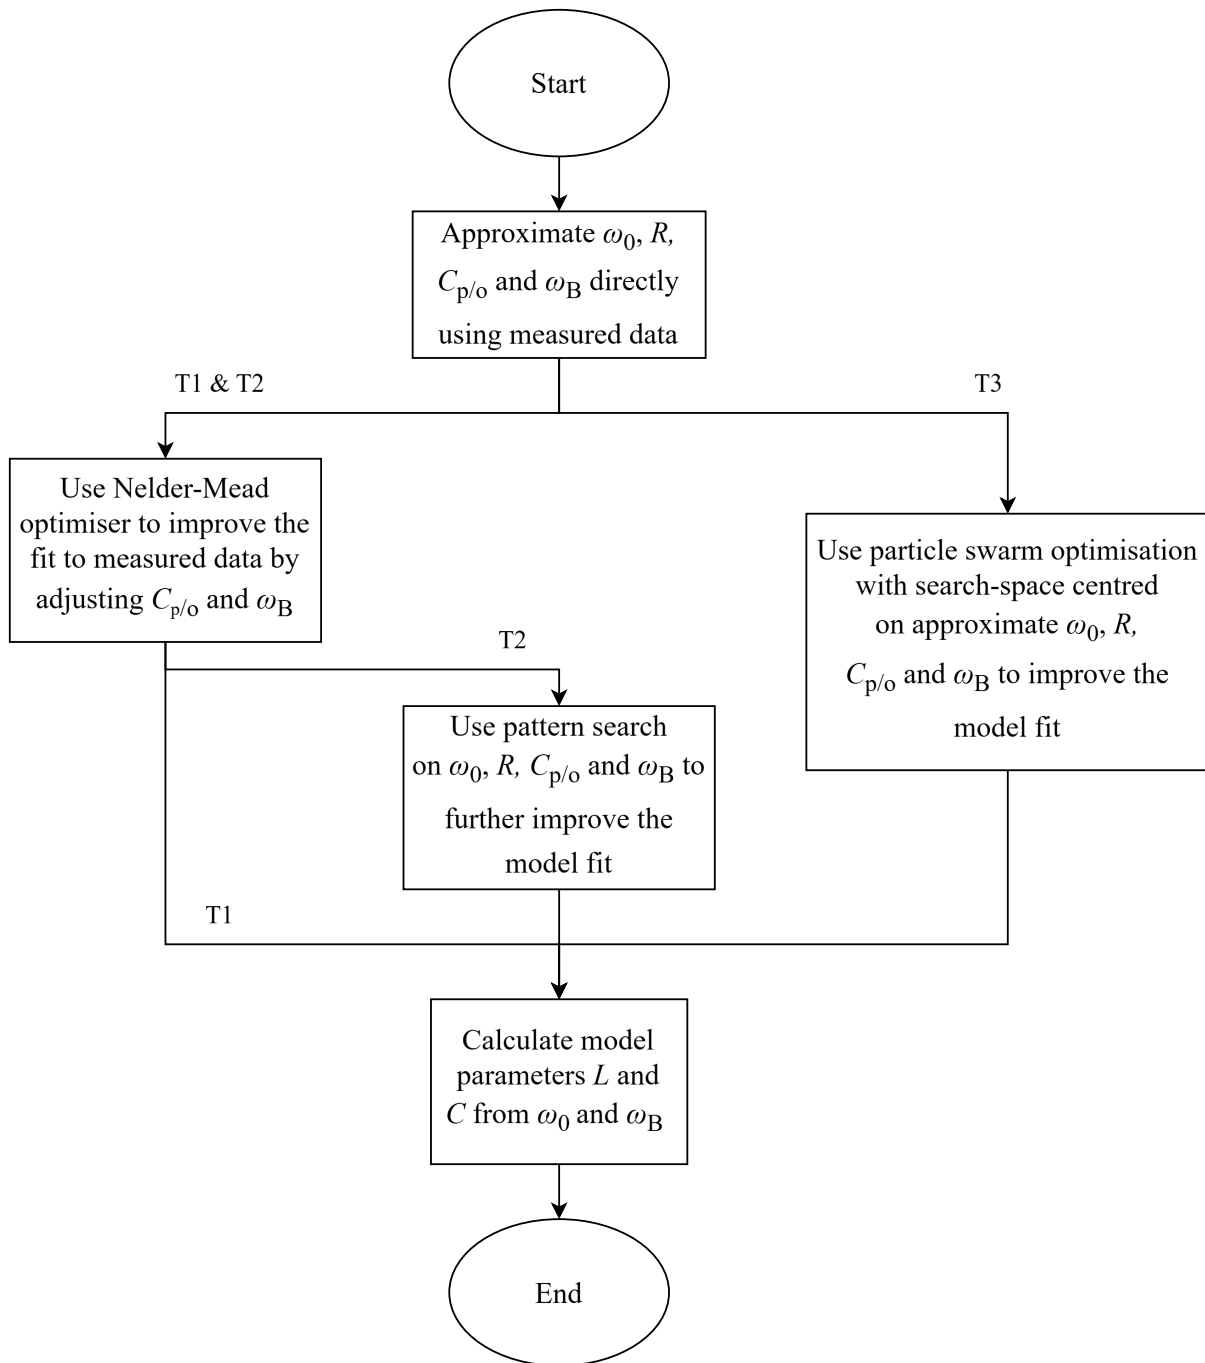 Start
Approximate ω0, R,
Cp/o and ωB directly
using measured data
T1 & T2
T3
Use Nelder-Mead
optimiser to improve the
fit to measured data by
adjusting Cp/o and ωB
Use particle swarm optimisation
with search-space centred
on approximate ω0, R,
Cp/o and ωB to improve the
model fit
T2
Use pattern search
on ω0, R, Cp/o and ωB to
further improve the
model fit
T1
Calculate model
parameters L and
C from ω0 and ωB
End